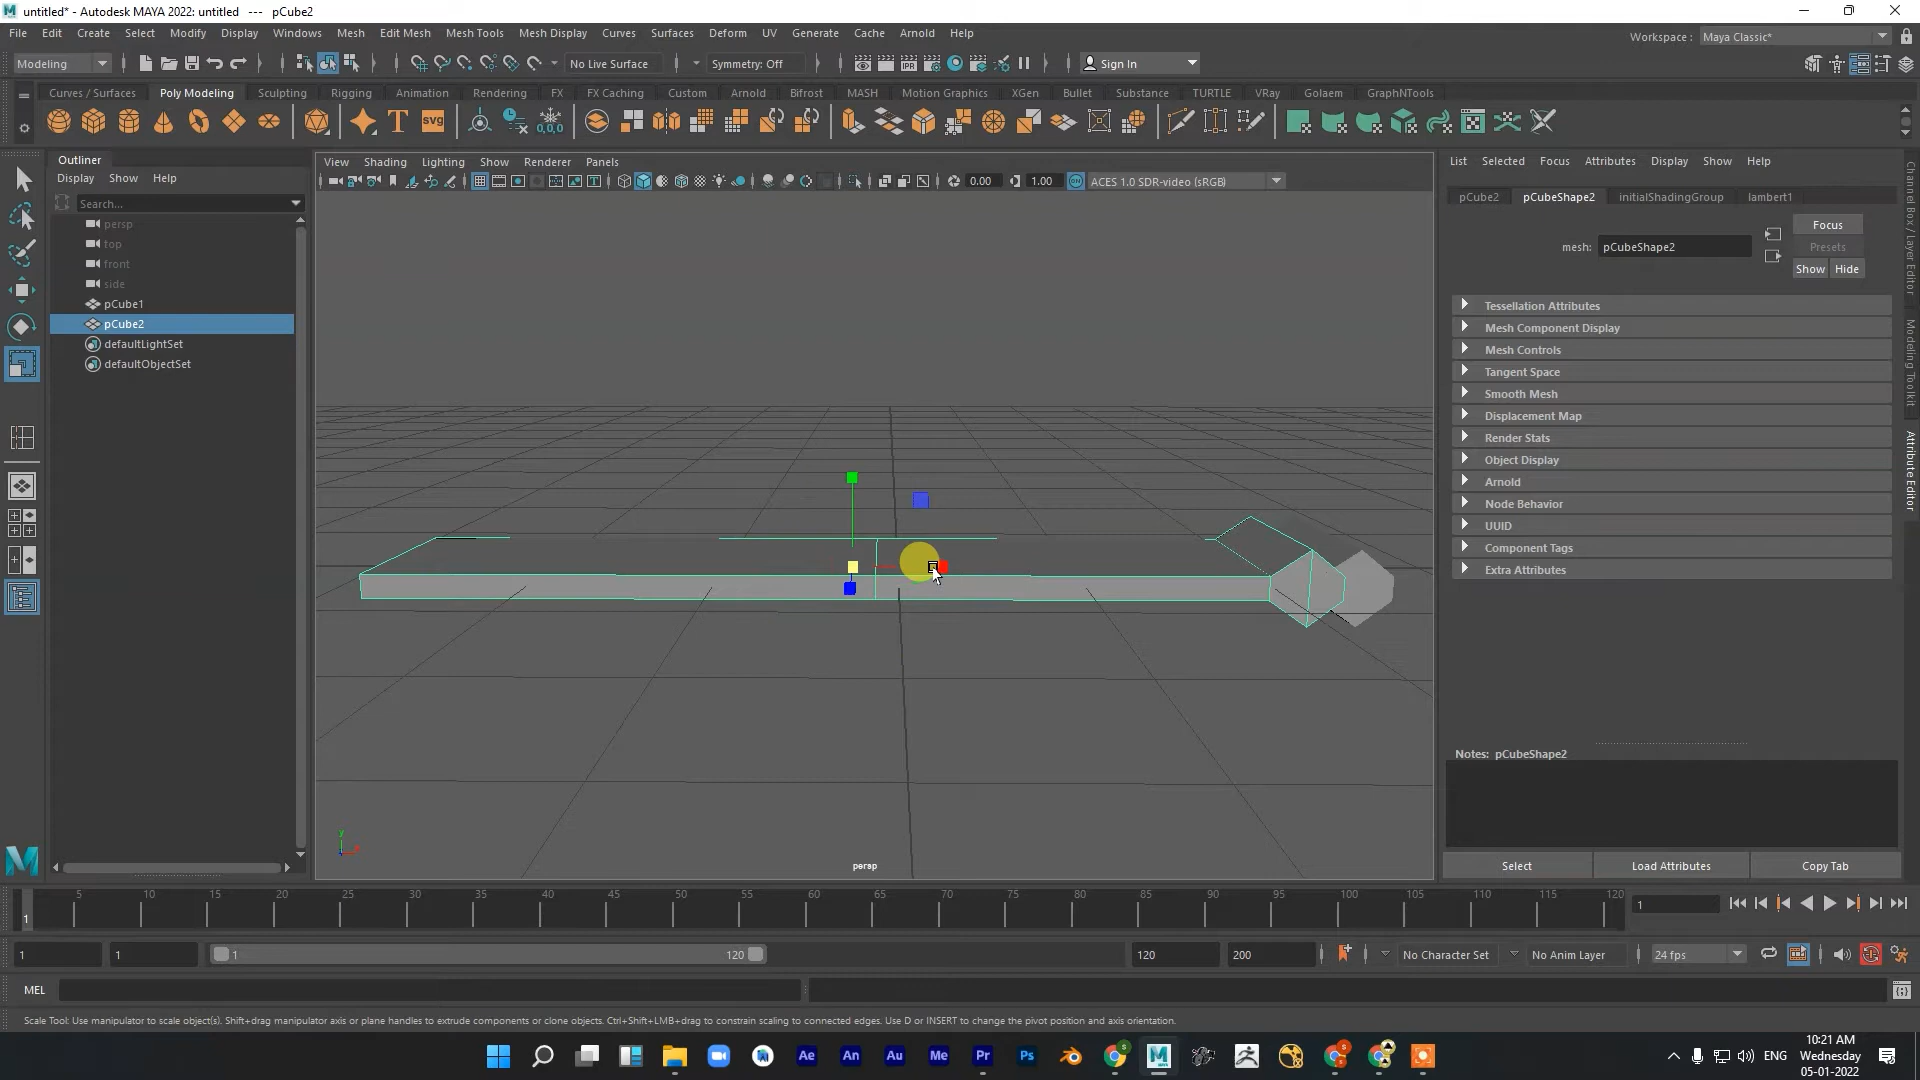 untitled* - Autodesk MAYA 2022: untitled --- pCube2
File Edit Create Select Modify Display Windows Mesh Edit Mesh Mesh Tools Mesh Display Curves Surfaces Deform UV Generate Cache Arnold Help
Workspace : Maya Classic*
Modeling No Live Surface Symmetry: Off Sign In
Curves / Surfaces Poly Modeling Sculpting Rigging Animation Rendering FX FX Caching Custom Arnold Bifrost MASH Motion Graphics XGen Bullet Substance TURTLE VRay Golaem GraphNTools
Outliner
Display Show Help
Search...
persp
top
front
side
pCube1
pCube2
defaultLightSet
defaultObjectSet
View Shading Lighting Show Renderer Panels
0.00 1.00 ACES 1.0 SDR-video (sRGB)
persp
List Selected Focus Attributes Display Show Help
pCube2 pCubeShape2 initialShadingGroup lambert1
Focus
mesh: pCubeShape2
Presets
Show Hide
Tessellation Attributes
Mesh Component Display
Mesh Controls
Tangent Space
Smooth Mesh
Displacement Map
Render Stats
Object Display
Arnold
Node Behavior
UUID
Component Tags
Extra Attributes
Notes: pCubeShape2
Select Load Attributes Copy Tab
Channel Box / Layer Editor
Modeling Toolkit
Attribute Editor
5 10 15 20 25 30 35 40 45 50 55 60 65 70 75 80 85 90 95 100 105 110 115 120
1 1
1 1 1 120 120 200 No Character Set No Anim Layer 24 fps
MEL
Scale Tool: Use manipulator to scale object(s). Shift+drag manipulator axis or plane handles to extrude components or clone objects. Ctrl+Shift+LMB+drag to constrain scaling to connected edges. Use D or INSERT to change the pivot position and axis orientation.
Ae An Au Me Pr Ps
ENG
10:21 AM
Wednesday
05-01-2022